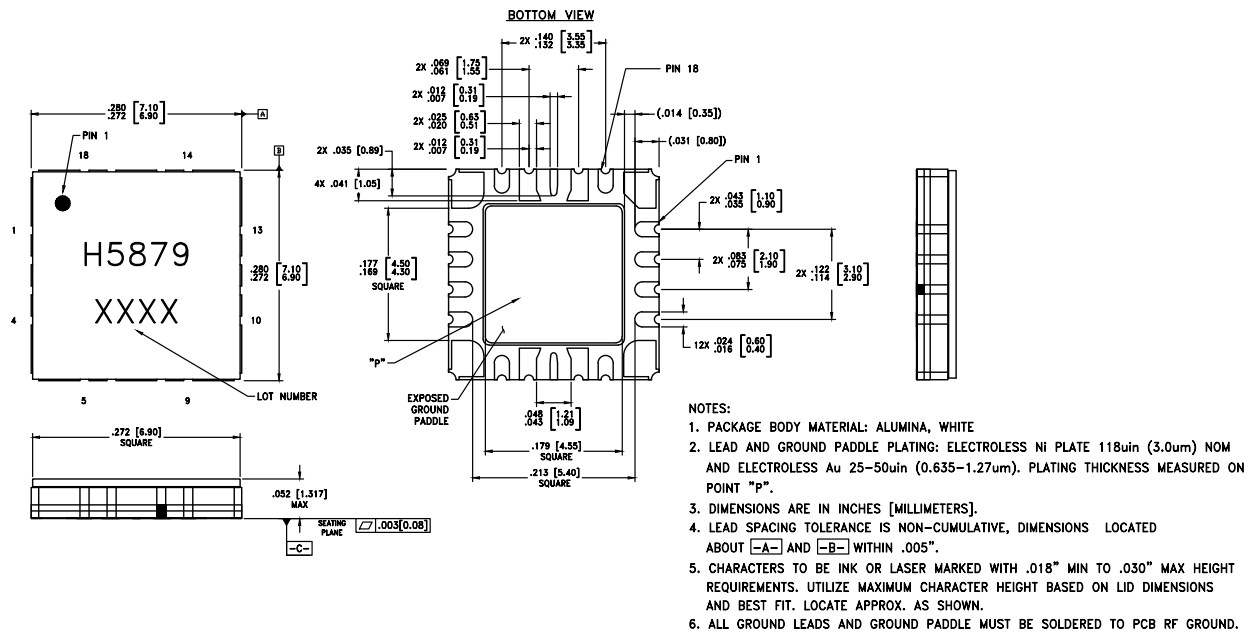 BOTTOM VIEW
2X .140 [3.55]
.132 [3.35]
2X .069 [1.75]
.061 [1.55]
PIN 18
2X .012 [0.31]
.007 [0.19]
(.014 [0.35])
2X .025 [0.63]
.020 [0.51]
2X .012 [0.31]
.007 [0.19]
(.031 [0.80])
2X .035 [0.89]
4X .041 [1.05]
PIN 1
2X .043 [1.10]
.035 [0.90]
2X .083 [2.10]
.075 [1.90]
2X .122 [3.10]
.114 [2.90]
12X .024 [0.60]
.016 [0.40]
.177 [4.50]
.169 [4.30]
SQUARE
"P"
EXPOSED
GROUND
PADDLE
.048 [1.21]
.043 [1.09]
.179 [4.55]
SQUARE
.213 [5.40]
SQUARE
.280 [7.10]
.272 [6.90]
A
PIN 1
B
18
14
1
13
H5879
.280 [7.10]
.272 [6.90]
XXXX
4
10
LOT NUMBER
5
9
.272 [6.90]
SQUARE
.052 [1.317]
MAX
SEATING
PLANE
.003[0.08]
-C-
NOTES:
1. PACKAGE BODY MATERIAL: ALUMINA, WHITE
2. LEAD AND GROUND PADDLE PLATING: ELECTROLESS Ni PLATE 118uin (3.0um) NOM
AND ELECTROLESS Au 25-50uin (0.635-1.27um). PLATING THICKNESS MEASURED ON
POINT "P".
3. DIMENSIONS ARE IN INCHES [MILLIMETERS].
4. LEAD SPACING TOLERANCE IS NON-CUMULATIVE, DIMENSIONS LOCATED
ABOUT -A- AND -B- WITHIN .005".
5. CHARACTERS TO BE INK OR LASER MARKED WITH .018" MIN TO .030" MAX HEIGHT
REQUIREMENTS. UTILIZE MAXIMUM CHARACTER HEIGHT BASED ON LID DIMENSIONS
AND BEST FIT. LOCATE APPROX. AS SHOWN.
6. ALL GROUND LEADS AND GROUND PADDLE MUST BE SOLDERED TO PCB RF GROUND.